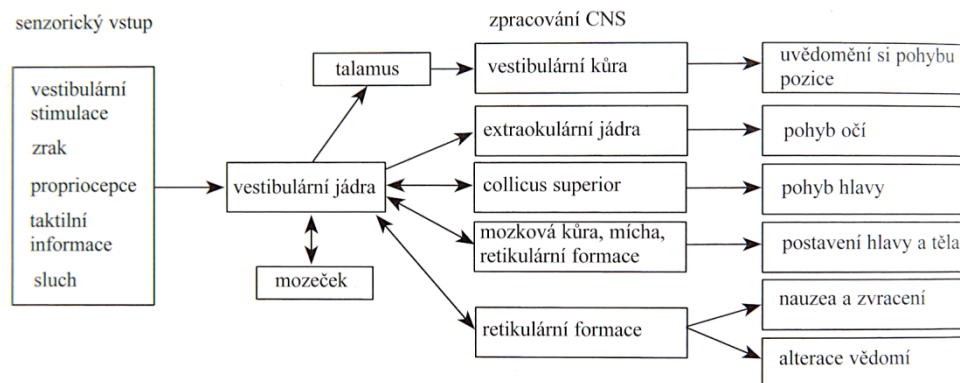 senzorický vstup
zpracování CNS
vestibulární
stimulace
zrak
propriocepce
taktilní
informace
sluch
talamus
vestibulární jádra
mozeček
vestibulární kůra
extraokulární jádra
collicus superior
mozková kůra, mícha,
retikulární formace
retikulární formace
uvědomění si pohybu
pozice
pohyb očí
pohyb hlavy
postavení hlavy a těla
nauzea a zvracení
alterace vědomí